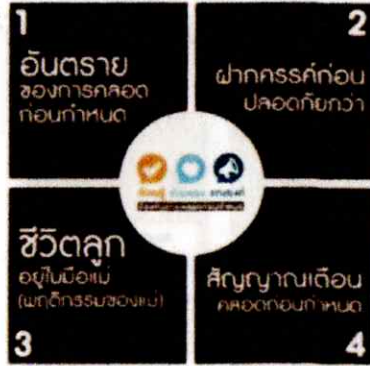 1
อันตราย
ของการคลอด
ก่อนกำหนด
2
ฝากครรภ์ก่อน
ปลอดภัยกว่า
ชีวิตลูก
อยู่ในมือแม่
(พฤติกรรมของแม่)
3
สัญญาณเตือน
คลอดก่อนกำหนด
4